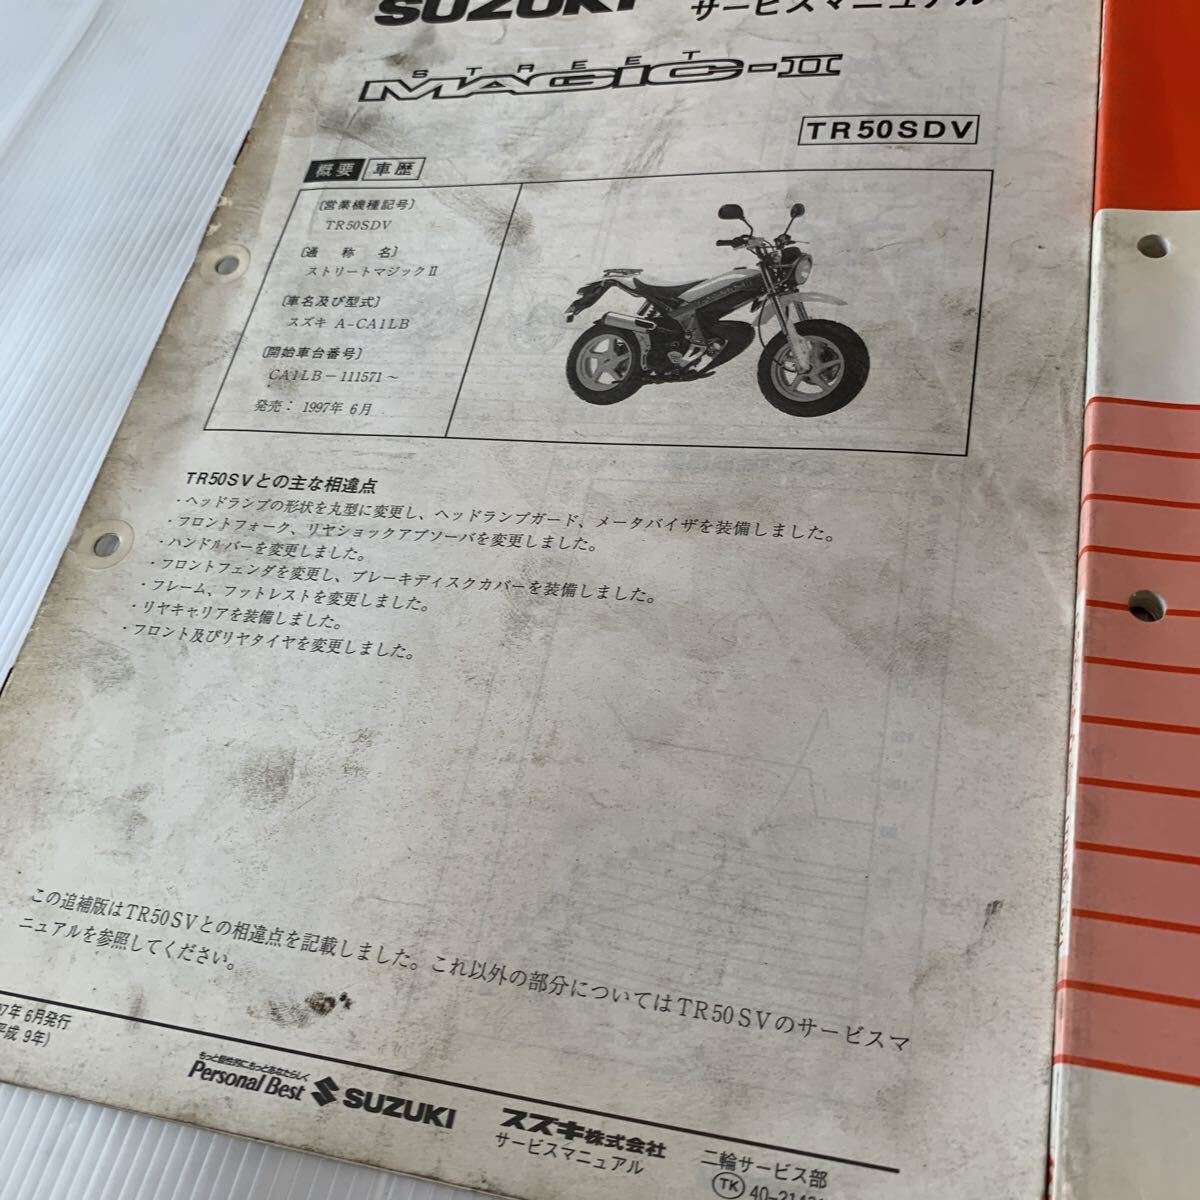 SUZUKI サービスマニュアル
STREET
MAGIC-II
TR50SDV
概要 車歴
〔営業機種記号〕
TR50SDV
〔通 称 名〕
ストリートマジックⅡ
〔車名及び型式〕
スズキ A-CA1LB
〔開始車台番号〕
CA1LB－111571～
発売： 1997年 6月
TR50SVとの主な相違点
・ヘッドランプの形状を丸型に変更し、ヘッドランプガード、メータバイザを装備しました。
・フロントフォーク、リヤショックアブソーバを変更しました。
・ハンドルバーを変更しました。
・フロントフェンダを変更し、ブレーキディスクカバーを装備しました。
・フレーム、フットレストを変更しました。
・リヤキャリアを装備しました。
・フロント及びリヤタイヤを変更しました。
この追補版はTR50SVとの相違点を記載しました。これ以外の部分についてはTR50SVのサービスマ
ニュアルを参照してください。
97年 6月発行
平成 9年)
もっと個性的にもっとあなたらしく
Personal Best SUZUKI スズキ株式会社
サービスマニュアル
二輪サービス部
TK